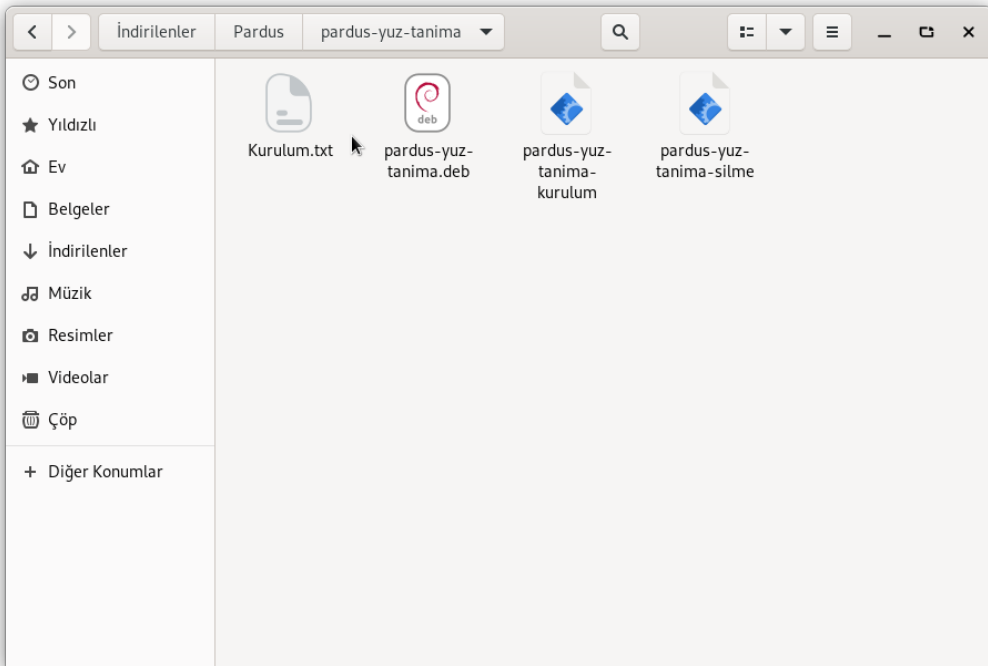 İndirilenler
Pardus
pardus-yuz-tanima
Son
Yıldızlı
Ev
Belgeler
İndirilenler
Müzik
Resimler
Videolar
Çöp
Diğer Konumlar
Kurulum.txt
deb
pardus-yuz-
tanima.deb
pardus-yuz-
tanima-
kurulum
pardus-yuz-
tanima-silme